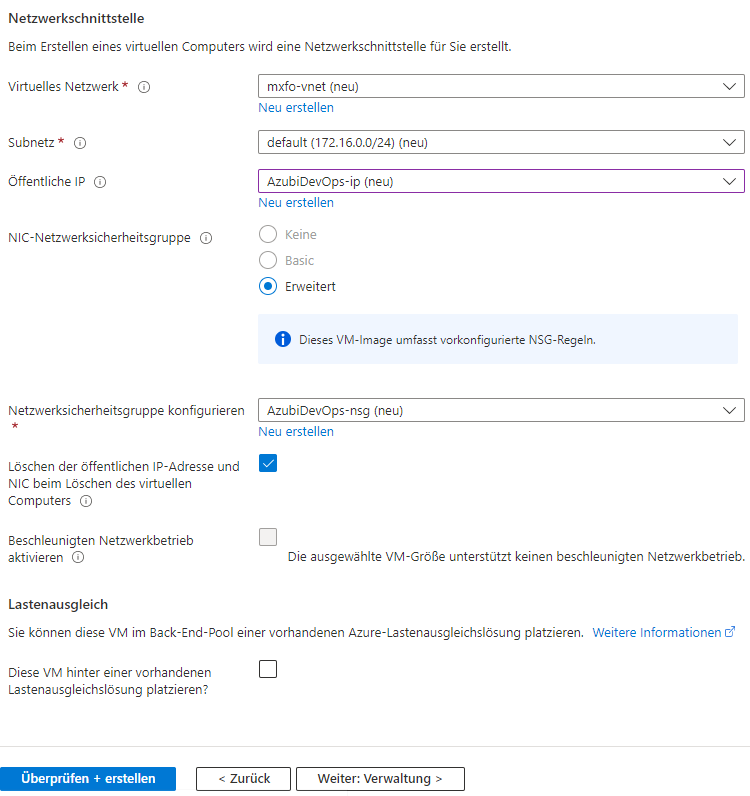 Netzwerkschnittstelle
Beim Erstellen eines virtuellen Computers wird eine Netzwerkschnittstelle für Sie erstellt.
Virtuelles Netzwerk *
mxfo-vnet (neu)
Neu erstellen
Subnetz *
default (172.16.0.0/24) (neu)
Öffentliche IP
AzubiDevOps-ip (neu)
Neu erstellen
NIC-Netzwerksicherheitsgruppe
Keine
Basic
Erweitert
Dieses VM-Image umfasst vorkonfigurierte NSG-Regeln.
Netzwerksicherheitsgruppe konfigurieren
*
AzubiDevOps-nsg (neu)
Neu erstellen
Löschen der öffentlichen IP-Adresse und
NIC beim Löschen des virtuellen
Computers
Beschleunigten Netzwerkbetrieb
aktivieren
Die ausgewählte VM-Größe unterstützt keinen beschleunigten Netzwerkbetrieb.
Lastenausgleich
Sie können diese VM im Back-End-Pool einer vorhandenen Azure-Lastenausgleichslösung platzieren. Weitere Informationen
Diese VM hinter einer vorhandenen
Lastenausgleichslösung platzieren?
Überprüfen + erstellen
< Zurück
Weiter: Verwaltung >